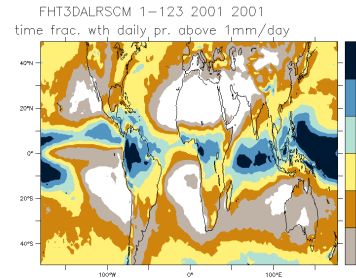 FHT3DALRSCM 1-123 2001 2001
time frac. wth daily pr. above 1mm/day
40°N
20°N
0°
20°S
40°S
100°W 0° 100°E